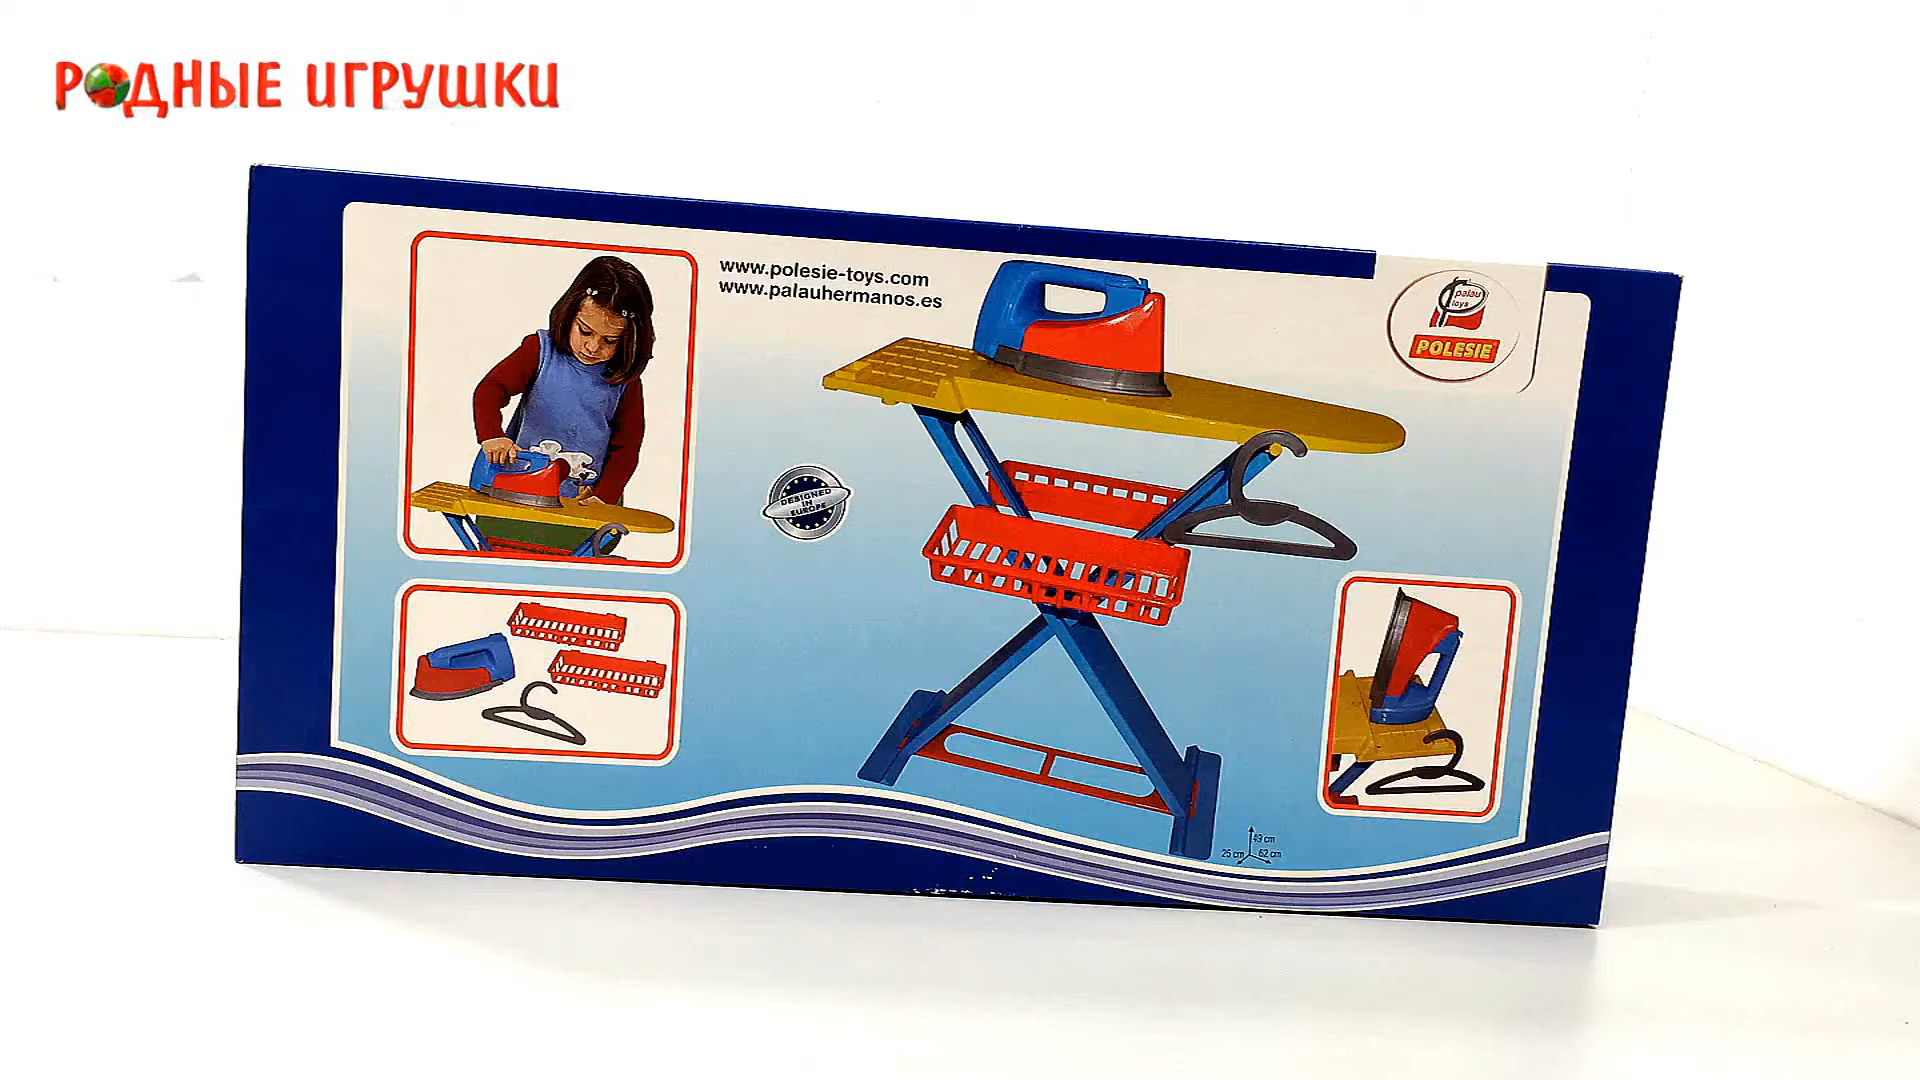 РОДНЫЕ ИГРУШКИ
www.polesie-toys.com
www.palauhermanos.es
palau
toys
POLESIE
DESIGNED
IN
EUROPE
49 cm
25 cm
62 cm